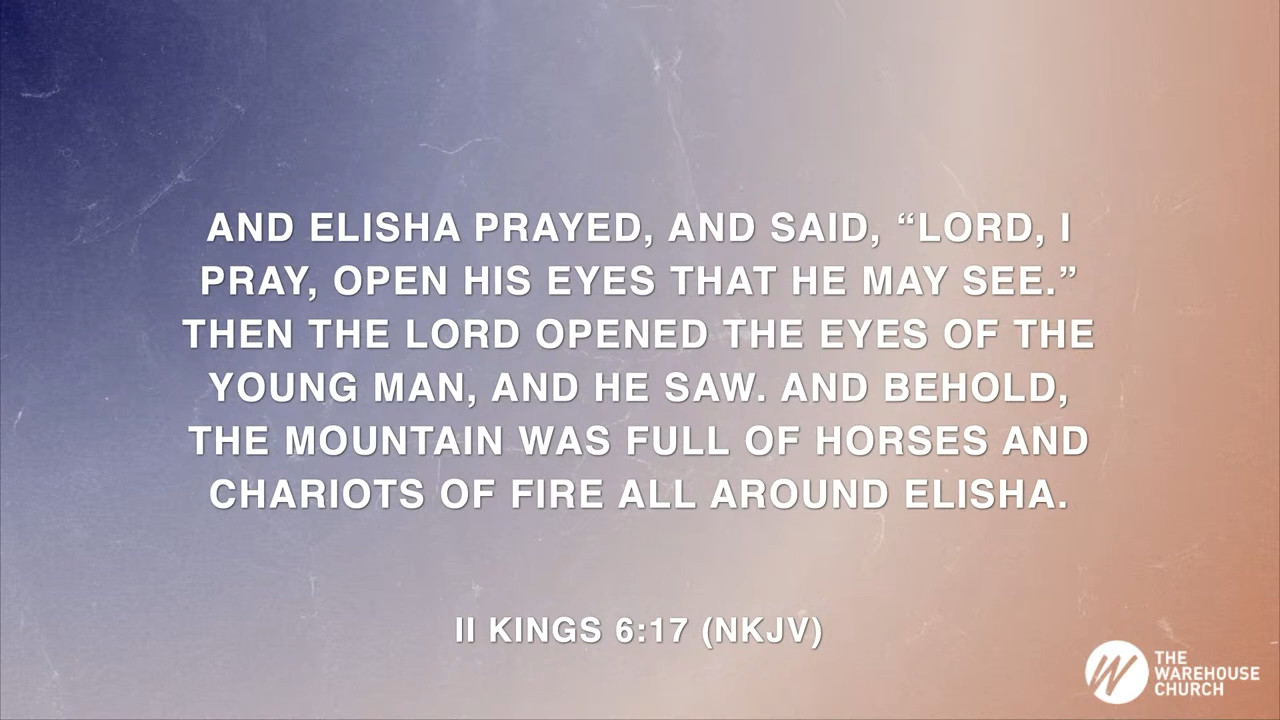 AND ELISHA PRAYED, AND SAID, “LORD, I
PRAY, OPEN HIS EYES THAT HE MAY SEE.”
THEN THE LORD OPENED THE EYES OF THE
YOUNG MAN, AND HE SAW. AND BEHOLD,
THE MOUNTAIN WAS FULL OF HORSES AND
CHARIOTS OF FIRE ALL AROUND ELISHA.
II KINGS 6:17 (NKJV)
THE
WAREHOUSE
CHURCH